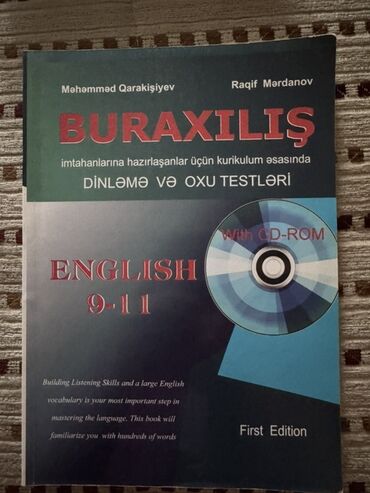 Məhəmməd Qarakişiyev Raqif Mərdanov
BURAXILIŞ
imtahanlarına hazırlaşanlar üçün kurikulum əsasında
DİNLƏMƏ VƏ OXU TESTLƏRİ
With CD-ROM
ENGLISH
9-11
Building Listening Skills and a large English
vocabulary is your most important step in
mastering the language. This book will
familiarize you with hundreds of words
First Edition